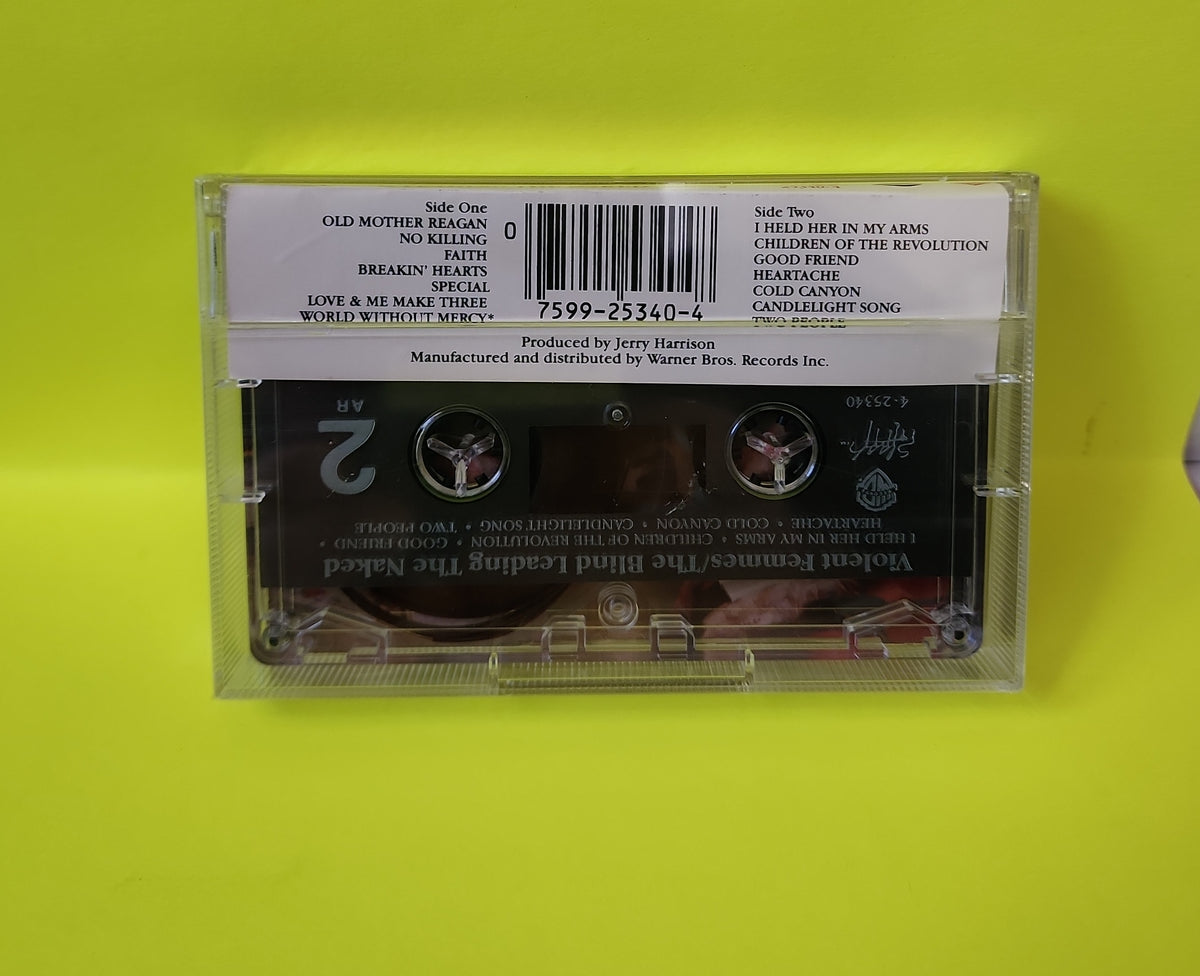 Side One
OLD MOTHER REAGAN
NO KILLING
FAITH
BREAKIN' HEARTS
SPECIAL
LOVE & ME MAKE THREE
WORLD WITHOUT MERCY*
0
7599-25340-4
Side Two
I HELD HER IN MY ARMS
CHILDREN OF THE REVOLUTION
GOOD FRIEND
HEARTACHE
COLD CANYON
CANDLELIGHT SONG
TWO PEOPLE
Produced by Jerry Harrison
Manufactured and distributed by Warner Bros. Records Inc.
Violent Femmes/The Blind Leading The Naked
I HELD HER IN MY ARMS • CHILDREN OF THE REVOLUTION • GOOD FRIEND •
HEARTACHE • COLD CANYON • CANDLELIGHT SONG • TWO PEOPLE
2
AR
4-25340